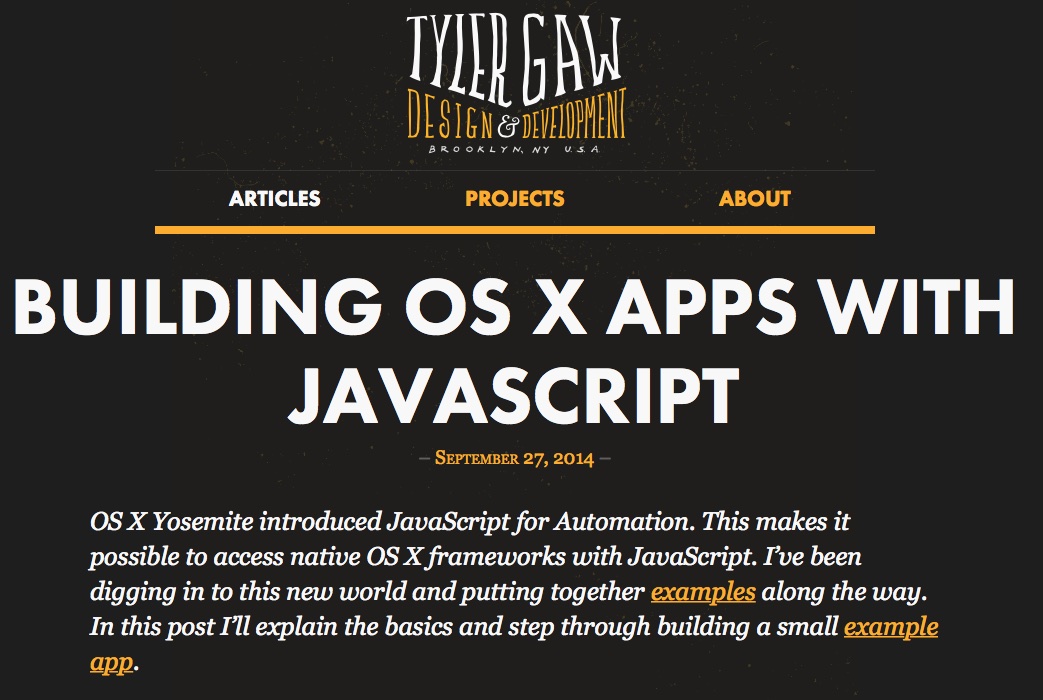 TYLER GAW
DESIGN & DEVELOPMENT
BROOKLYN, NY U.S.A
ARTICLES PROJECTS ABOUT
BUILDING OS X APPS WITH
JAVASCRIPT
– September 27, 2014 –
OS X Yosemite introduced JavaScript for Automation. This makes it
possible to access native OS X frameworks with JavaScript. I’ve been
digging in to this new world and putting together examples along the way.
In this post I’ll explain the basics and step through building a small example
app.